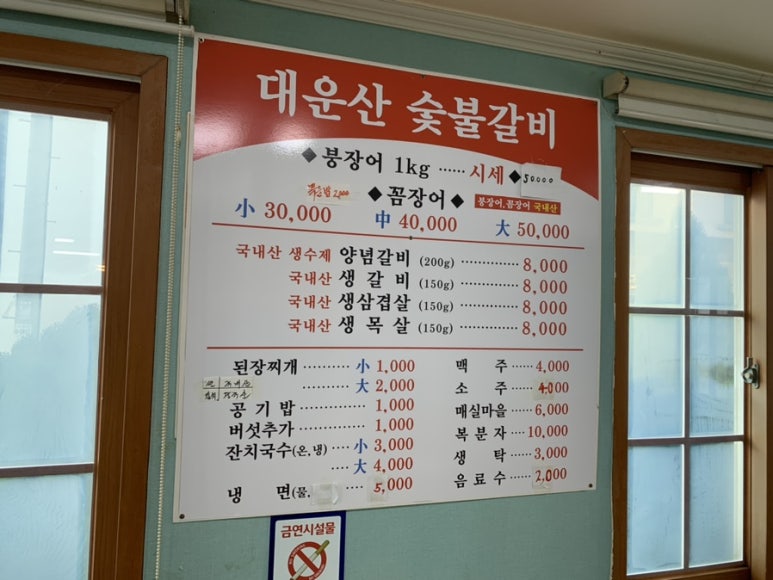 대운산 숯불갈비
◆붕장어 1kg ······ 시세◆ 50000
볶음밥 2,000
◆꼼장어◆
붕장어, 꼼장어 국내산
小 30,000 中 40,000 大 50,000
국내산 생수제 양념갈비 (200g) 8,000
국내산 생 갈 비 (150g) 8,000
국내산 생삼겹살 (150g) 8,000
국내산 생 목 살 (150g) 8,000
된장찌개 ·········· 小 1,000
·········· 大 2,000
공 기 밥 ·············· 1,000
버섯추가 ·············· 1,000
잔치국수(온,냉) ···· 小 3,000
···· 大 4,000
냉 면(물, ···· 5,000
맥 주 ······ 4,000
소 주 ······ 4,000
매실마을 ······ 6,000
복 분 자 ···· 10,000
생 탁 ······ 3,000
음 료 수 ···· 2,000
금연시설물